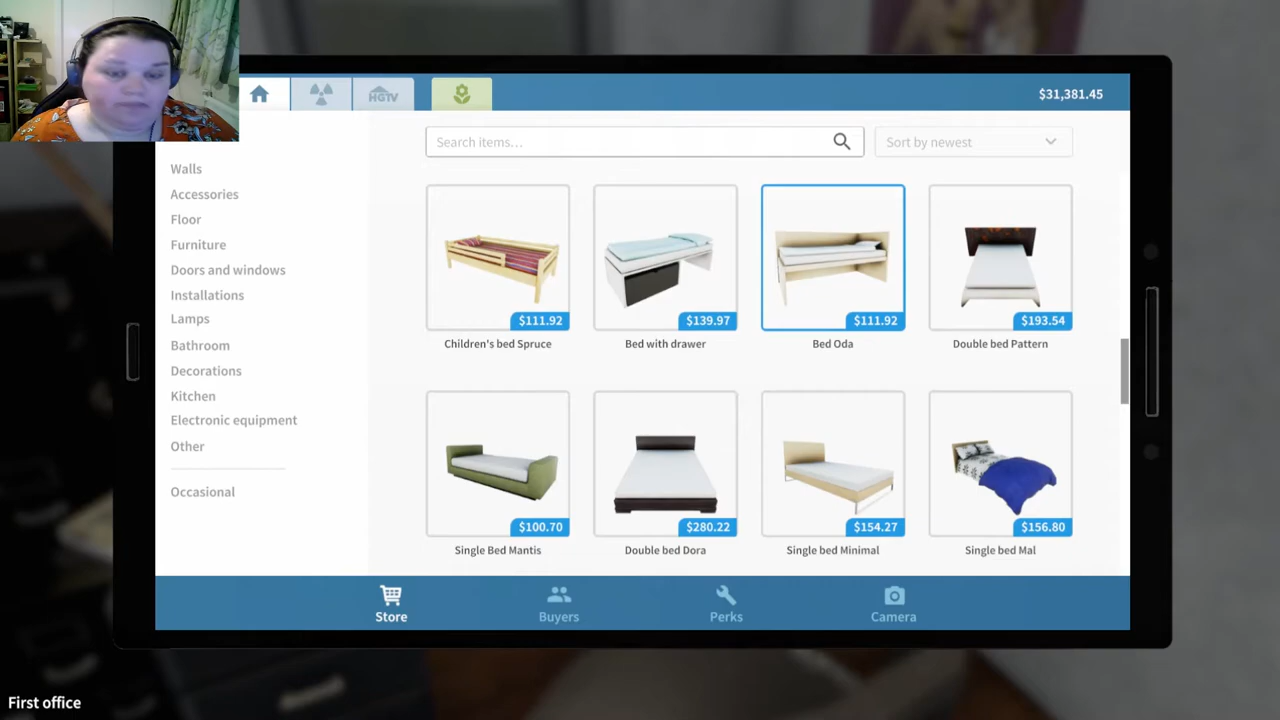 HGTV
$31,381.45
Search items...
Sort by newest
Walls
Accessories
Floor
Furniture
Doors and windows
Installations
Lamps
Bathroom
Decorations
Kitchen
Electronic equipment
Other
Occasional
$111.92
$139.97
$111.92
$193.54
Children's bed Spruce
Bed with drawer
Bed Oda
Double bed Pattern
$100.70
$280.22
$154.27
$156.80
Single Bed Mantis
Double bed Dora
Single bed Minimal
Single bed Mal
Store
Buyers
Perks
Camera
First office